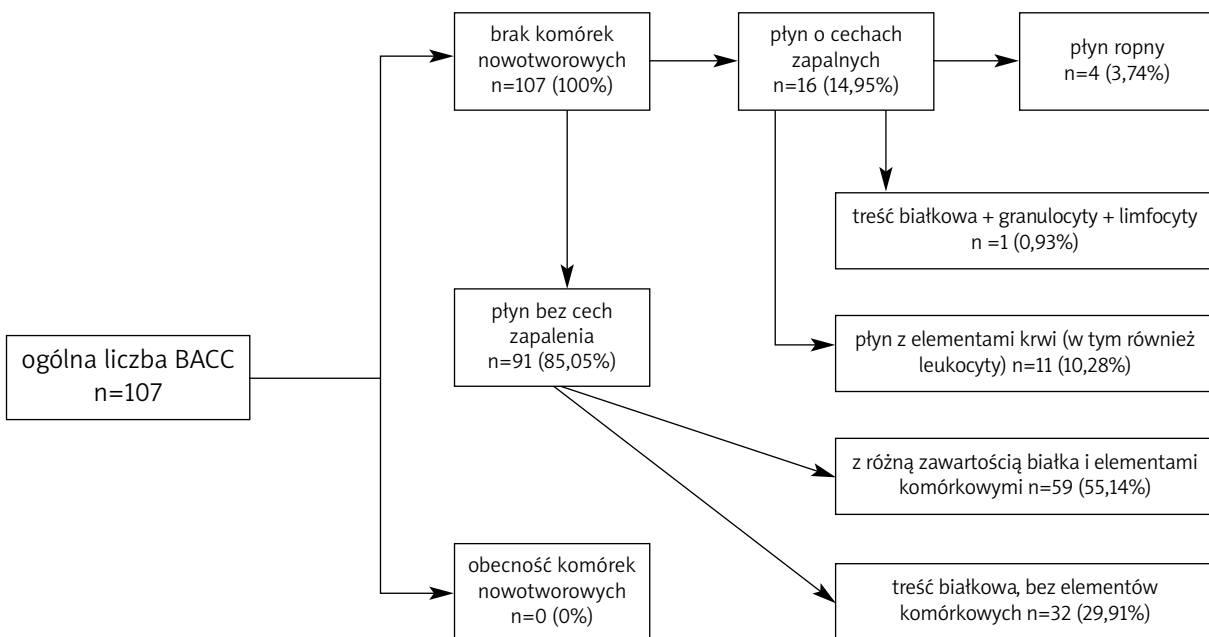 brak komórek
nowotworowych
n=107 (100%)
płyn o cechach
zapalnych
n=16 (14,95%)
płyn ropny
n=4 (3,74%)
treść białkowa + granulocyty + limfocyty
n =1 (0,93%)
płyn bez cech
zapalenia
n=91 (85,05%)
płyn z elementami krwi (w tym również
leukocyty) n=11 (10,28%)
ogólna liczba BACC
n=107
z różną zawartością białka i elementami
komórkowymi n=59 (55,14%)
obecność komórek
nowotworowych
n=0 (0%)
treść białkowa, bez elementów
komórkowych n=32 (29,91%)